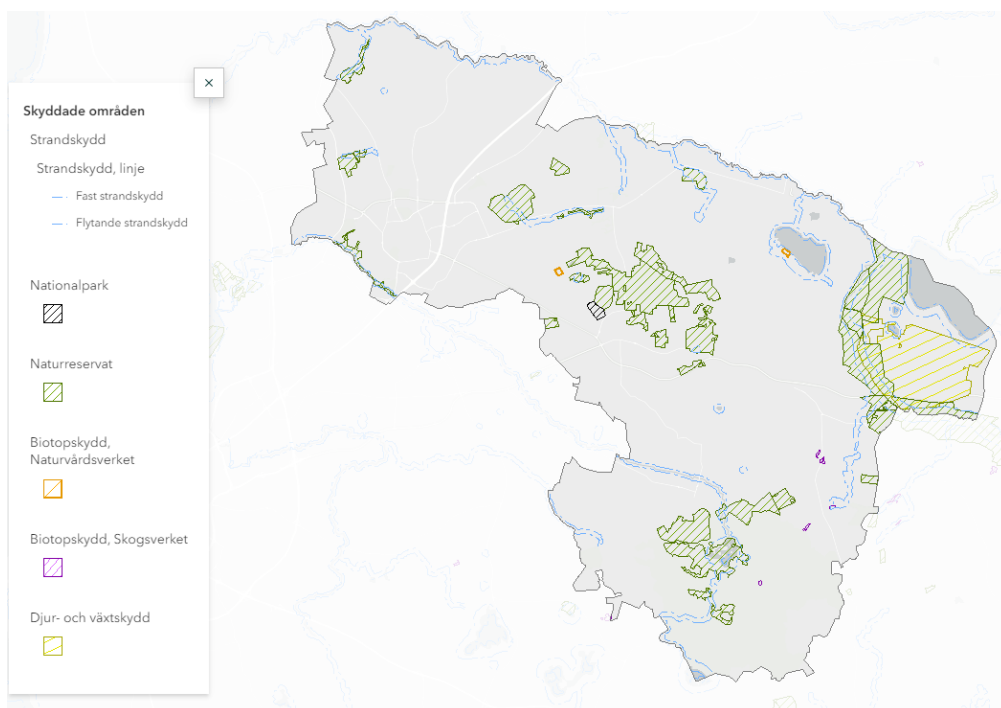 ×
Skyddade områden
Strandskydd
Strandskydd, linje
Fast strandskydd
Flytande strandskydd
Nationalpark
Naturreservat
Biotopskydd,
Naturvårdsverket
Biotopskydd, Skogsverket
Djur- och växtskydd